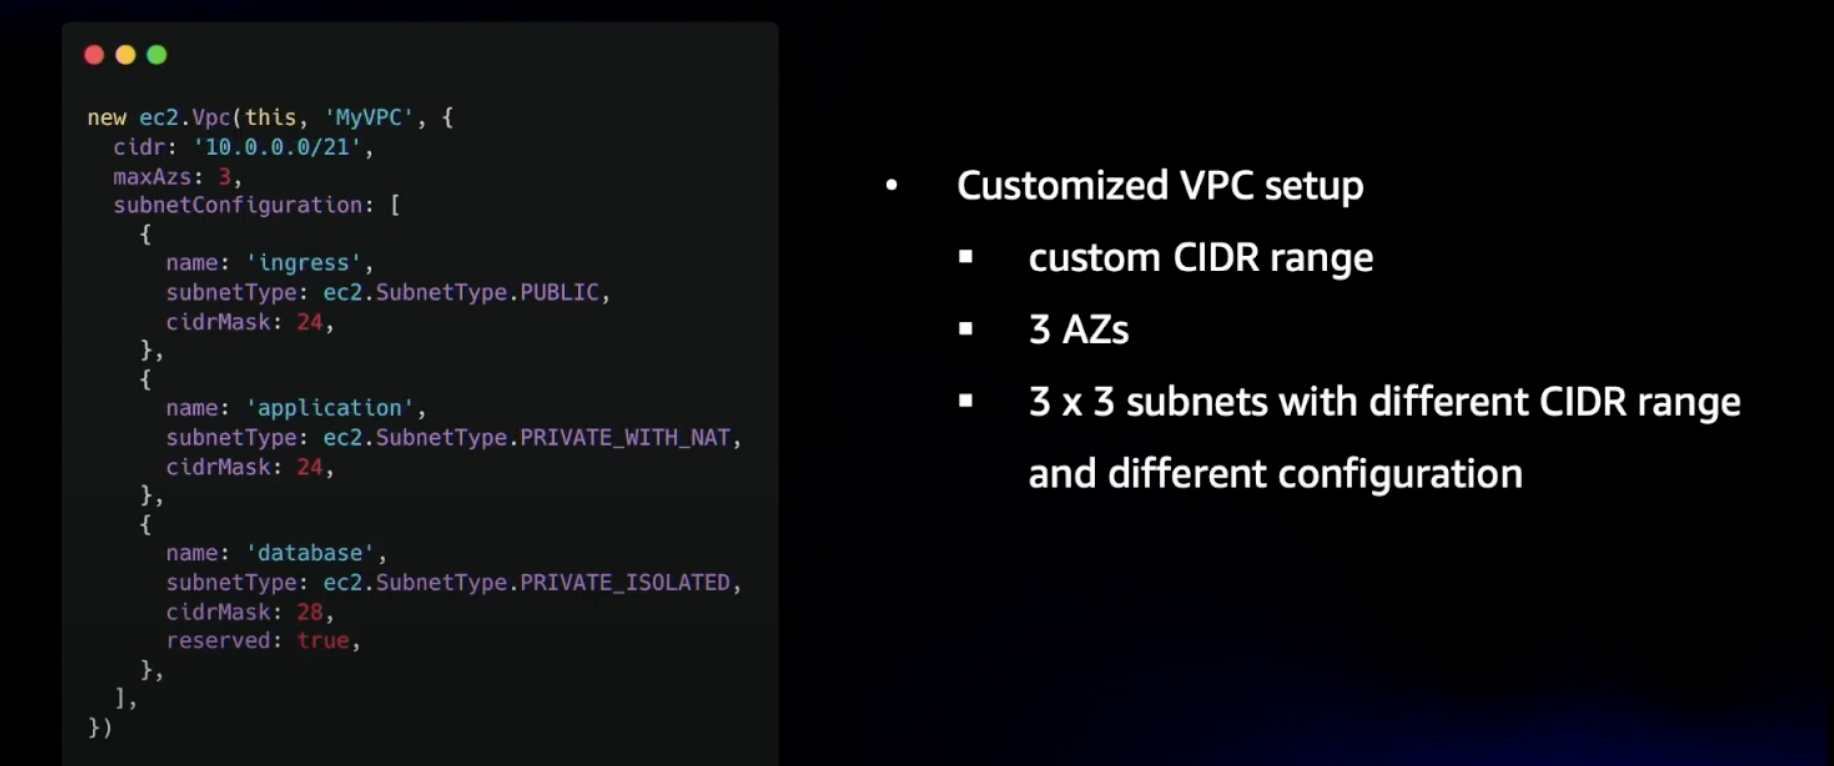 new ec2.Vpc(this, 'MyVPC', {
  cidr: '10.0.0.0/21',
  maxAzs: 3,
  subnetConfiguration: [
    {
      name: 'ingress',
      subnetType: ec2.SubnetType.PUBLIC,
      cidrMask: 24,
    },
    {
      name: 'application',
      subnetType: ec2.SubnetType.PRIVATE_WITH_NAT,
      cidrMask: 24,
    },
    {
      name: 'database',
      subnetType: ec2.SubnetType.PRIVATE_ISOLATED,
      cidrMask: 28,
      reserved: true,
    },
  ],
})
• Customized VPC setup
▪ custom CIDR range
▪ 3 AZs
▪ 3 x 3 subnets with different CIDR range
and different configuration